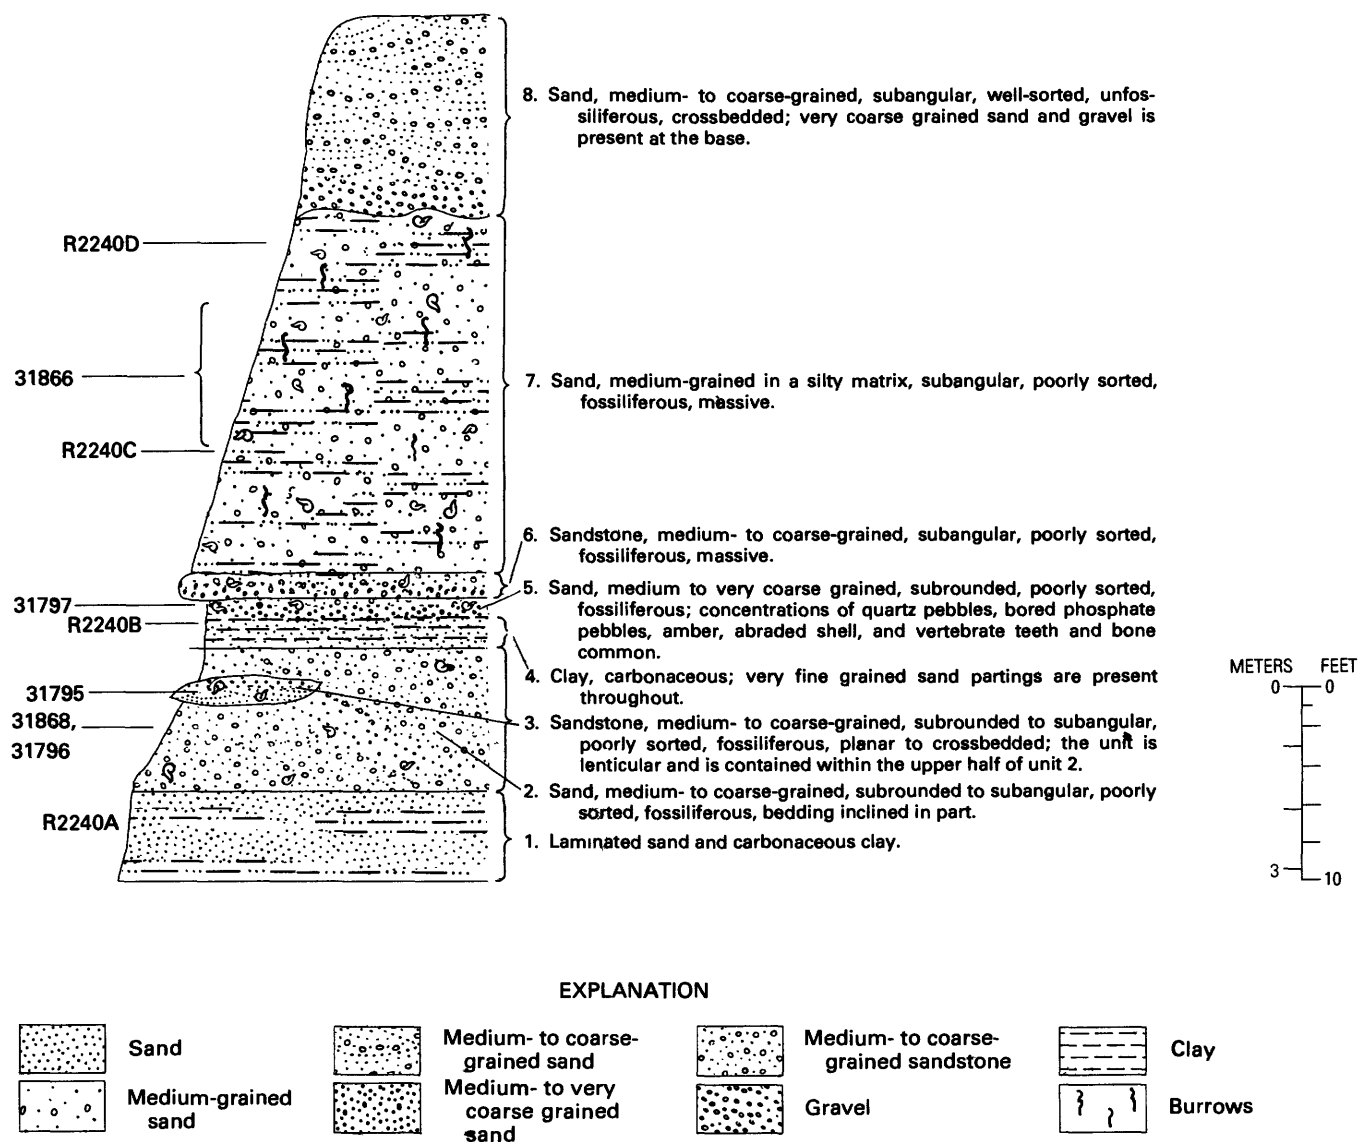 8. Sand, medium- to coarse-grained, subangular, well-sorted, unfos-
siliferous, crossbedded; very coarse grained sand and gravel is
present at the base.
R2240D
31866
7. Sand, medium-grained in a silty matrix, subangular, poorly sorted,
fossiliferous, massive.
R2240C
6. Sandstone, medium- to coarse-grained, subangular, poorly sorted,
fossiliferous, massive.
31797
R2240B
5. Sand, medium to very coarse grained, subrounded, poorly sorted,
fossiliferous; concentrations of quartz pebbles, bored phosphate
pebbles, amber, abraded shell, and vertebrate teeth and bone
common.
4. Clay, carbonaceous; very fine grained sand partings are present
throughout.
31795
31868,
31796
3. Sandstone, medium- to coarse-grained, subrounded to subangular,
poorly sorted, fossiliferous, planar to crossbedded; the unit is
lenticular and is contained within the upper half of unit 2.
2. Sand, medium- to coarse-grained, subrounded to subangular, poorly
sorted, fossiliferous, bedding inclined in part.
R2240A
1. Laminated sand and carbonaceous clay.
METERS FEET
0 0
3 10
EXPLANATION
Sand
Medium- to coarse-
grained sand
Medium- to coarse-
grained sandstone
Clay
Medium-grained
sand
Medium- to very
coarse grained
sand
Gravel
Burrows